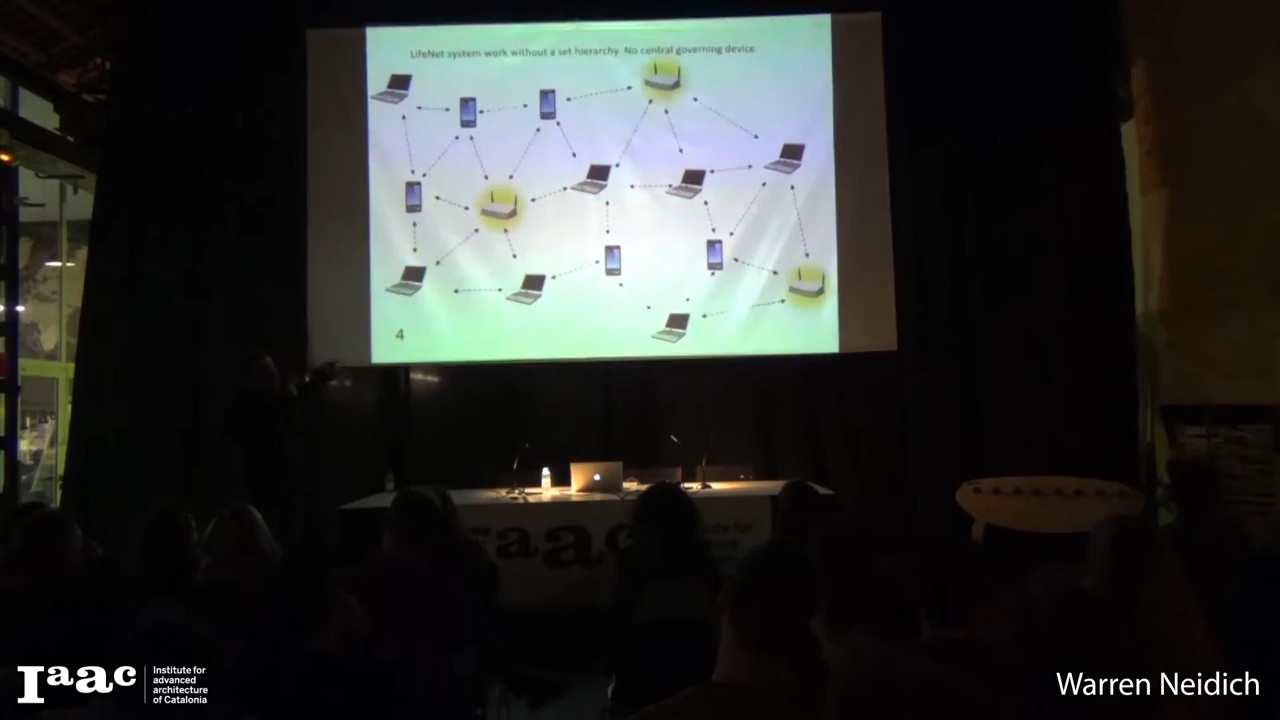 LifeNet system work without a set hierarchy. No central governing device.
4
Iaac
Iaac
Institute for
advanced
architecture
of Catalonia
Warren Neidich